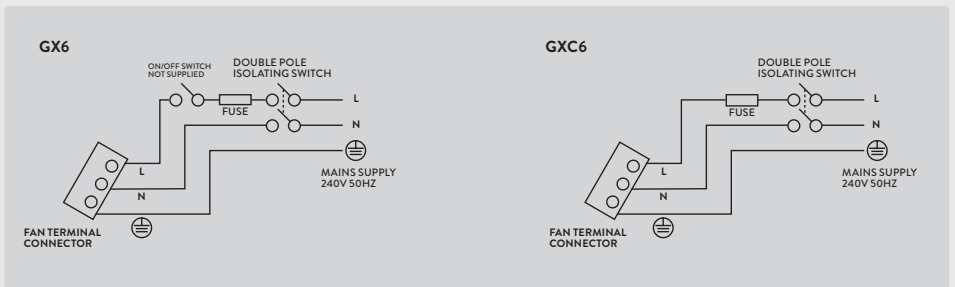 GX6
ON/OFF SWITCH
NOT SUPPLIED
DOUBLE POLE
ISOLATING SWITCH
FUSE
L
N
L
N
MAINS SUPPLY
240V 50HZ
FAN TERMINAL
CONNECTOR
GXC6
DOUBLE POLE
ISOLATING SWITCH
FUSE
L
N
L
N
MAINS SUPPLY
240V 50HZ
FAN TERMINAL
CONNECTOR